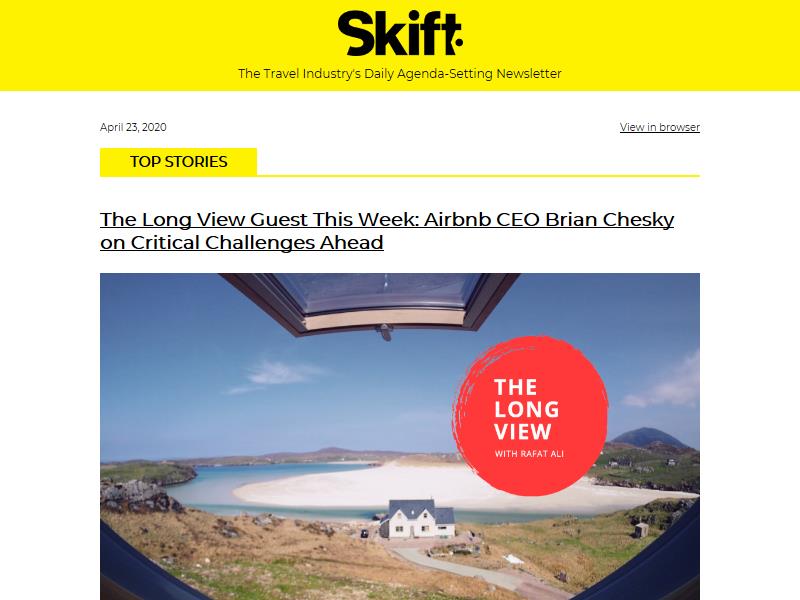 Skift
The Travel Industry's Daily Agenda-Setting Newsletter
April 23, 2020
View in browser
TOP STORIES
The Long View Guest This Week: Airbnb CEO Brian Chesky
on Critical Challenges Ahead
THE
LONG
VIEW
WITH RAFAT ALI